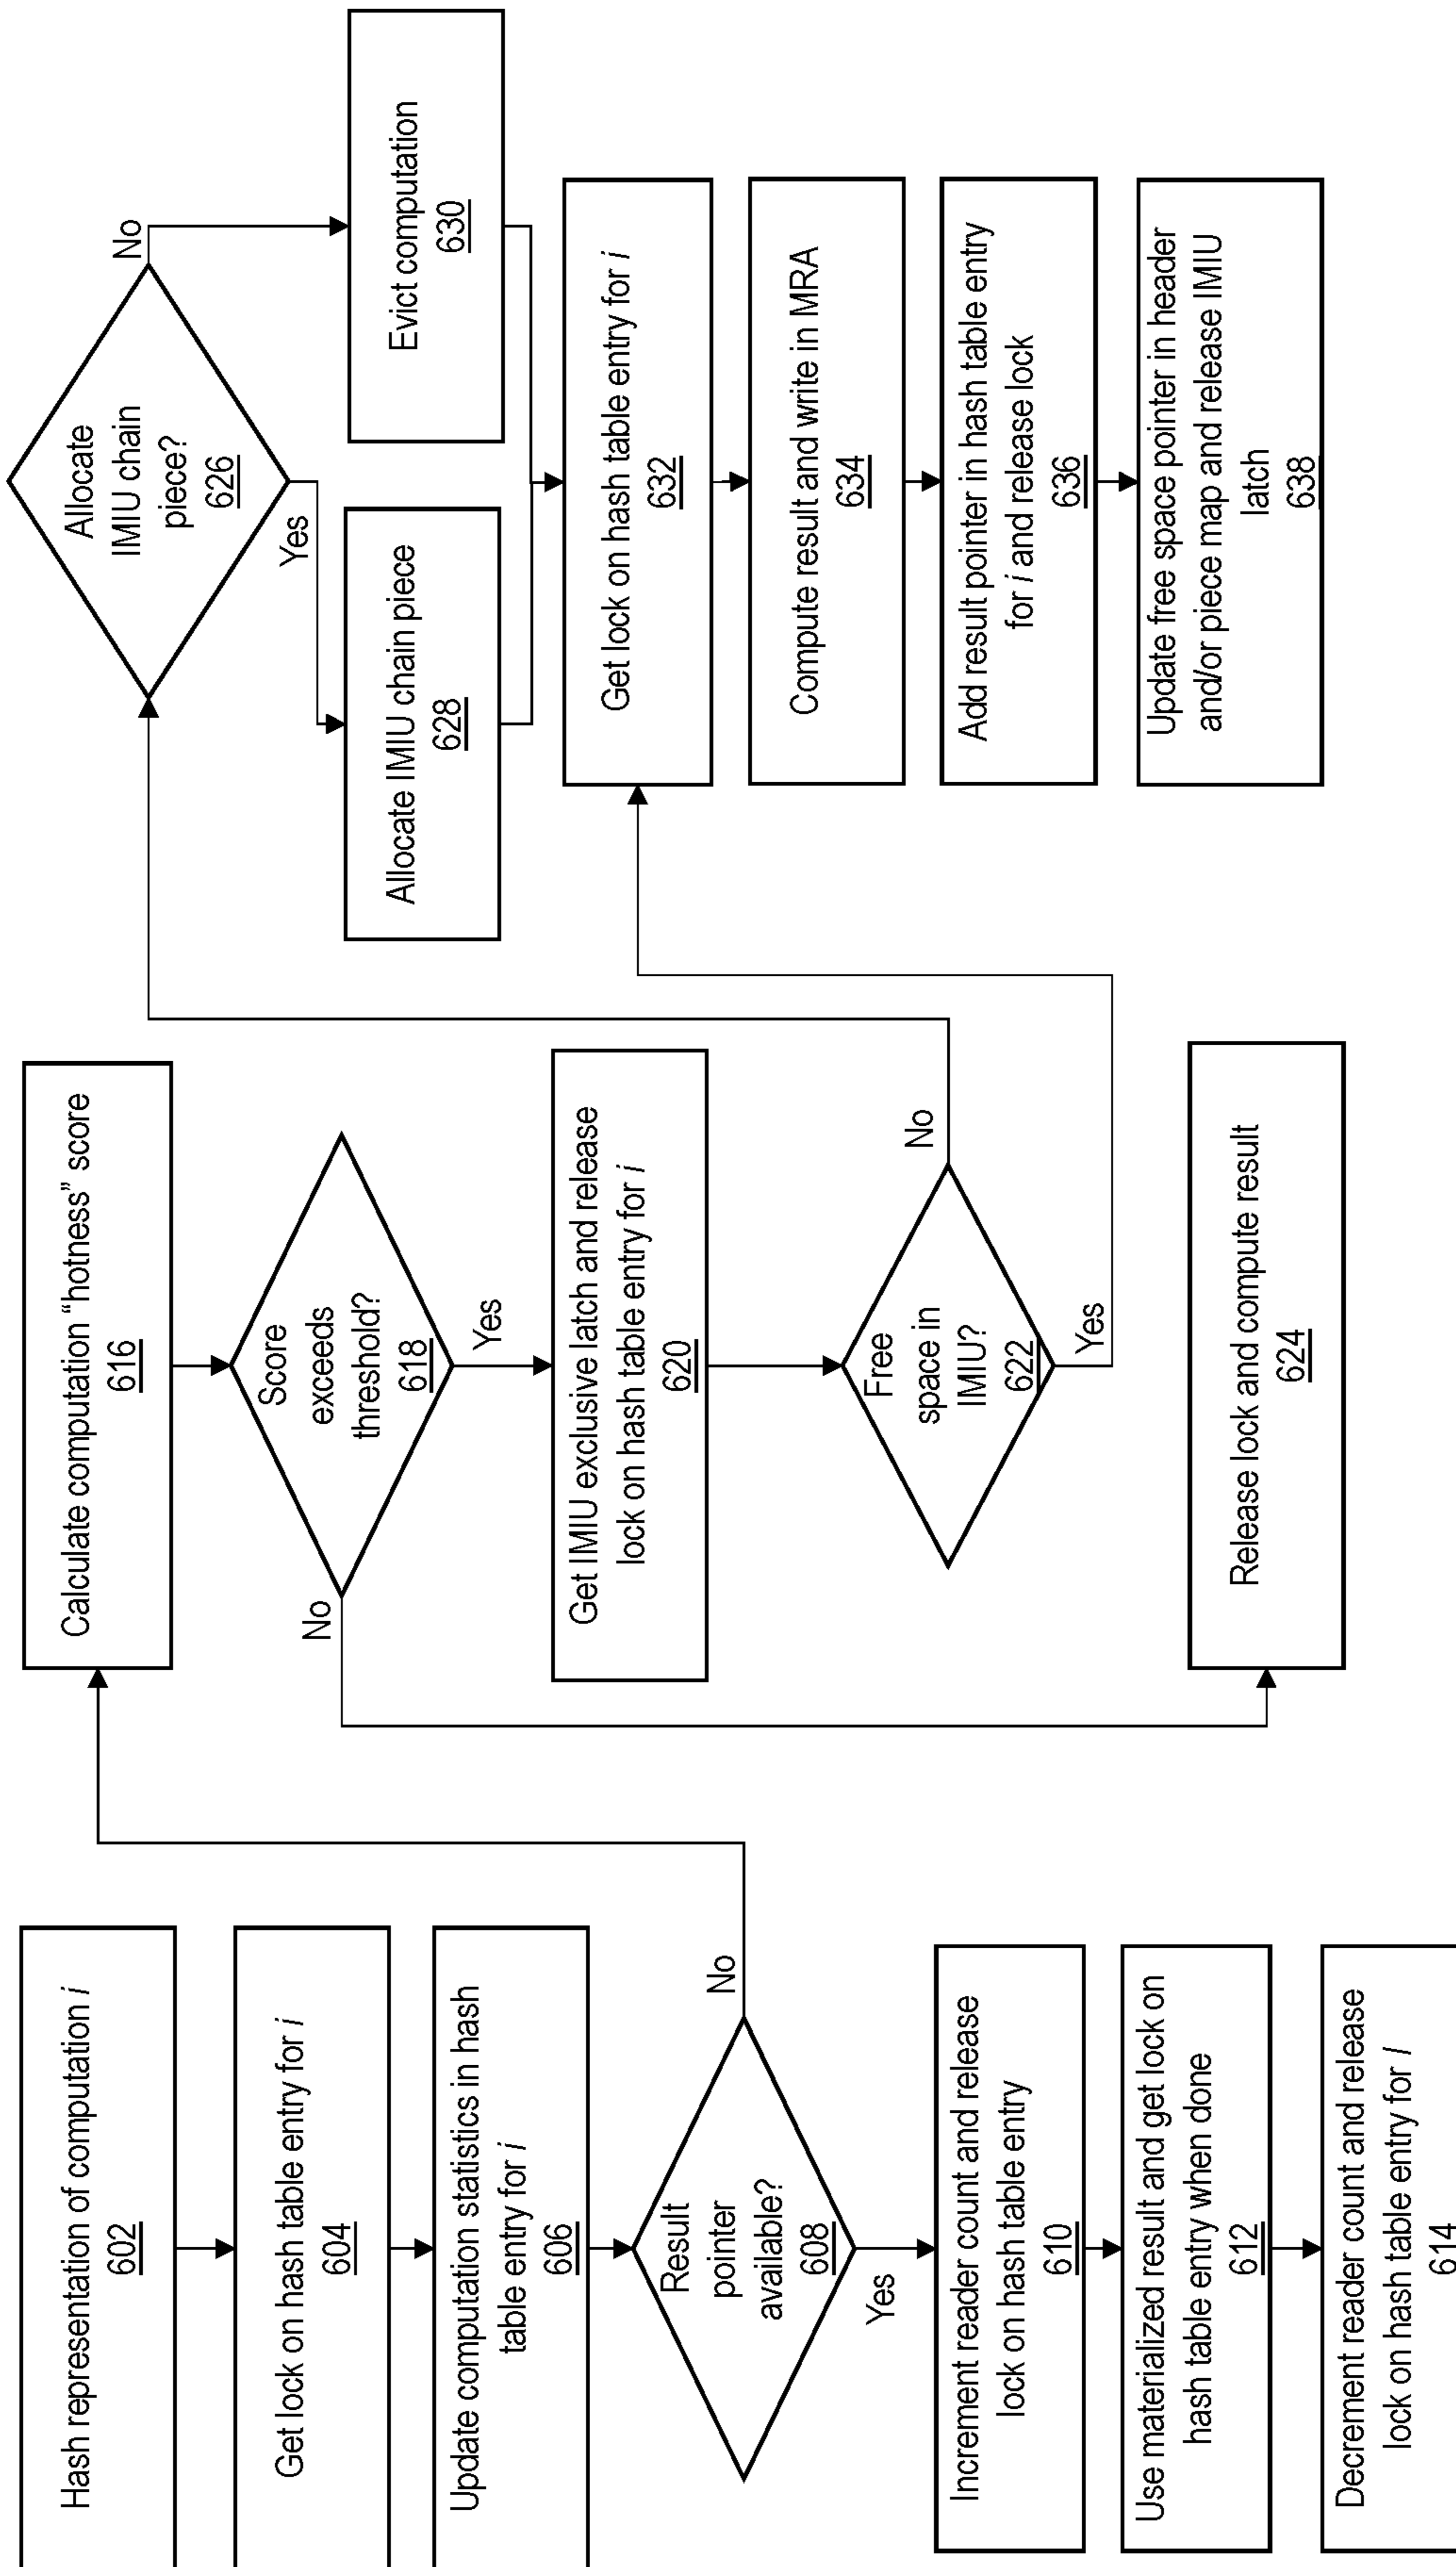 Hash representation of computation i
602
Get lock on hash table entry for i
604
Update computation statistics in hash
table entry for i
606
Result
pointer
available?
608
No
Yes
Increment reader count and release
lock on hash table entry
610
Use materialized result and get lock on
hash table entry when done
612
Decrement reader count and release
lock on hash table entry for I
614
Calculate computation “hotness” score
616
Score
exceeds
threshold?
618
No
Yes
Get IMIU exclusive latch and release
lock on hash table entry for i
620
Free
space in
IMIU?
622
No
Yes
Release lock and compute result
624
Allocate
IMIU chain
piece?
626
No
Yes
Allocate IMIU chain piece
628
Evict computation
630
Get lock on hash table entry for i
632
Compute result and write in MRA
634
Add result pointer in hash table entry
for i and release lock
636
Update free space pointer in header
and/or piece map and release IMIU
latch
638